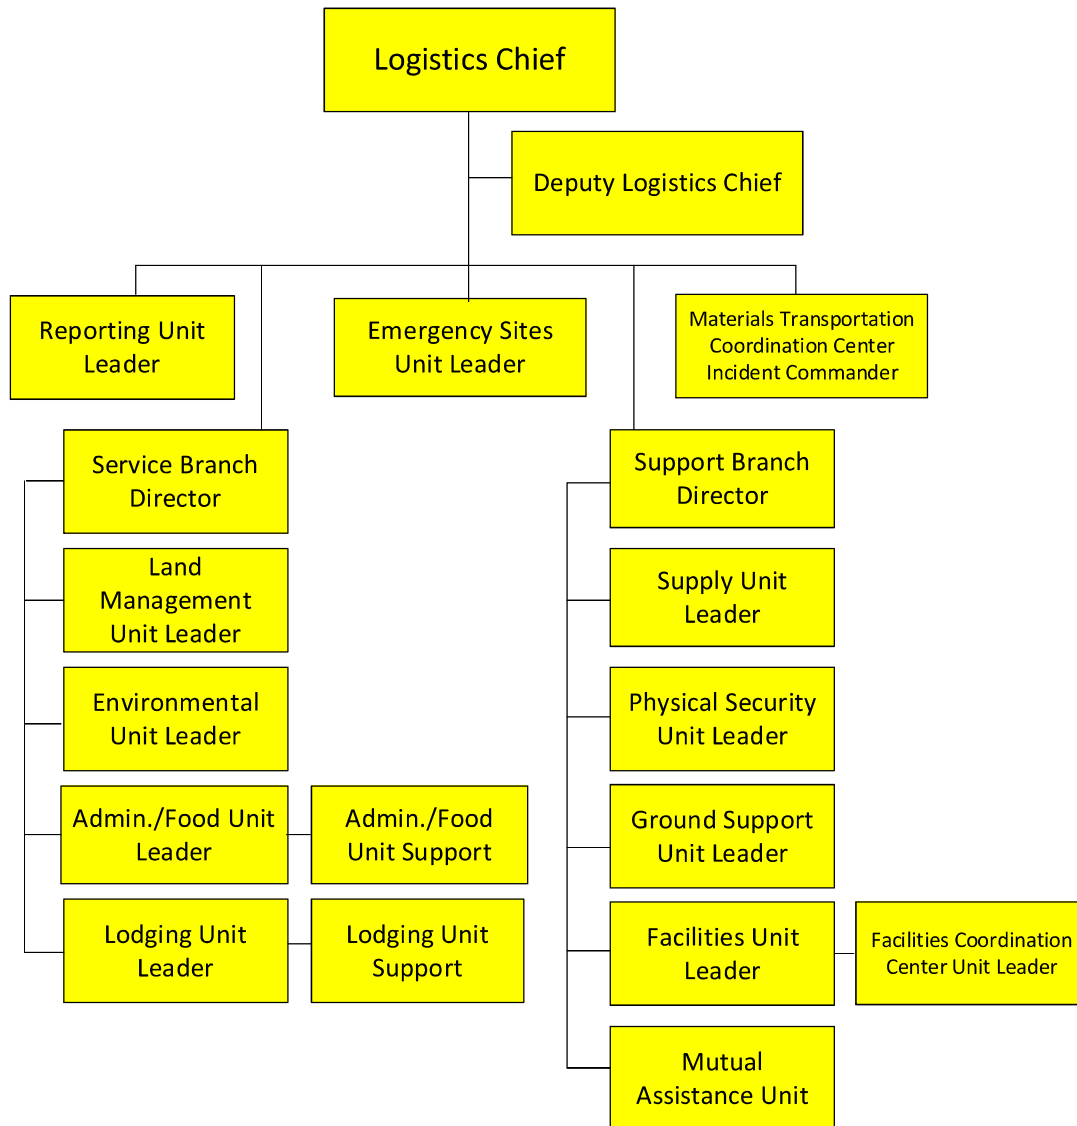 Logistics Chief
Deputy Logistics Chief
Reporting Unit
Leader
Emergency Sites
Unit Leader
Materials Transportation
Coordination Center
Incident Commander
Service Branch
Director
Support Branch
Director
Land
Management
Unit Leader
Supply Unit
Leader
Environmental
Unit Leader
Physical Security
Unit Leader
Admin./Food Unit
Leader
Admin./Food
Unit Support
Ground Support
Unit Leader
Lodging Unit
Leader
Lodging Unit
Support
Facilities Unit
Leader
Facilities Coordination
Center Unit Leader
Mutual
Assistance Unit